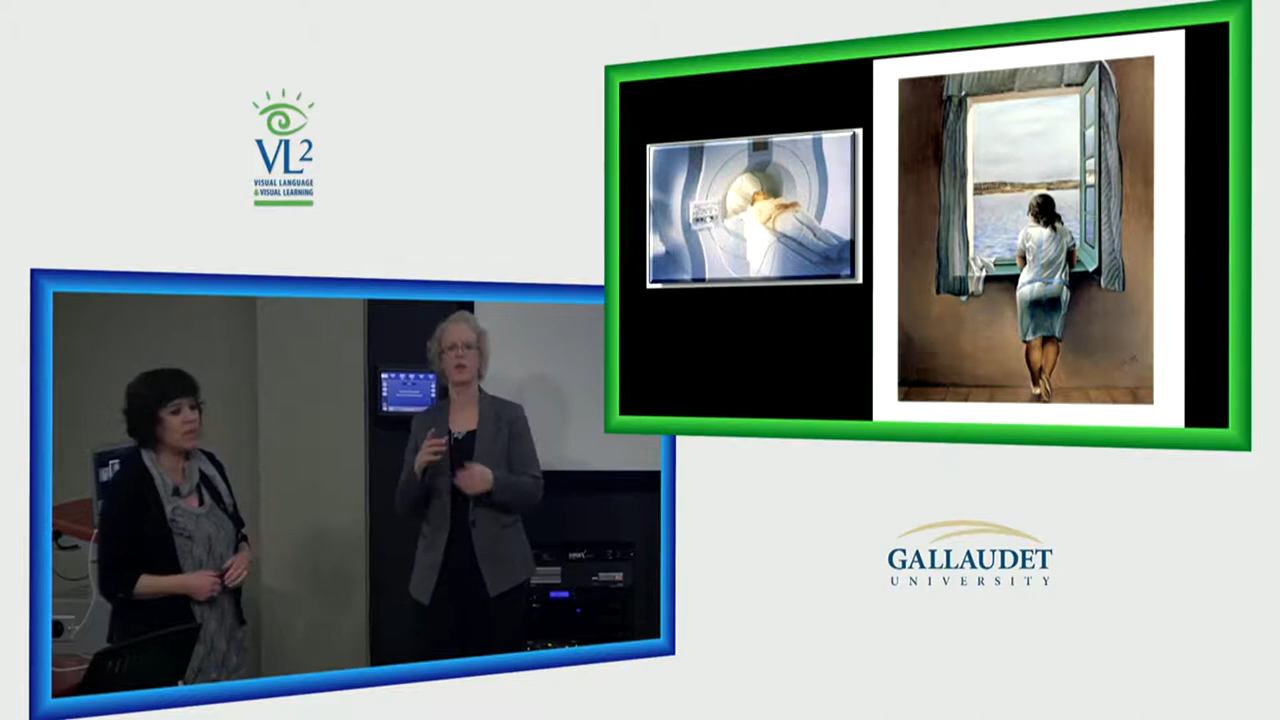 VL2
VISUAL LANGUAGE
& VISUAL LEARNING
GALLAUDET
UNIVERSITY